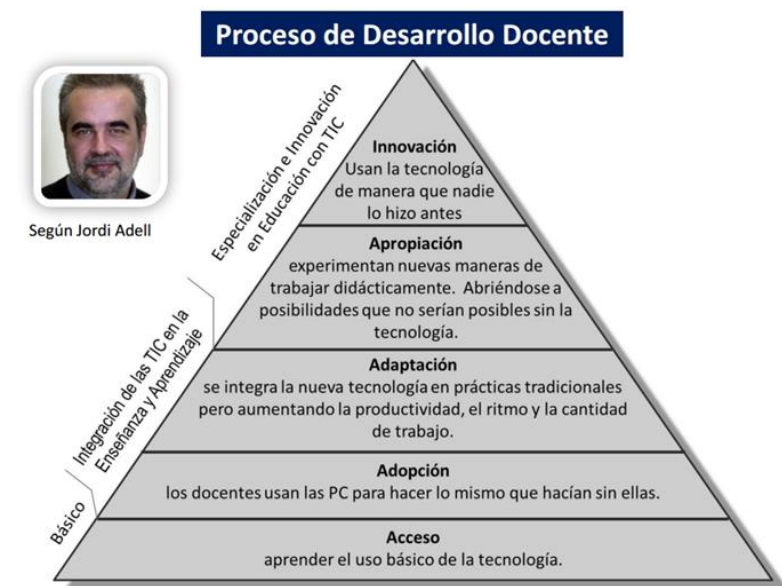 Proceso de Desarrollo Docente
Según Jordi Adell
Especialización e Innovación
en Educación con TIC
Integración de las TIC en la
Enseñanza y Aprendizaje
Básico
Innovación
Usan la tecnología
de manera que nadie
lo hizo antes
Apropiación
experimentan nuevas maneras de
trabajar didácticamente. Abriéndose a
posibilidades que no serían posibles sin la
tecnología.
Adaptación
se integra la nueva tecnología en prácticas tradicionales
pero aumentando la productividad, el ritmo y la cantidad
de trabajo.
Adopción
los docentes usan las PC para hacer lo mismo que hacían sin ellas.
Acceso
aprender el uso básico de la tecnología.